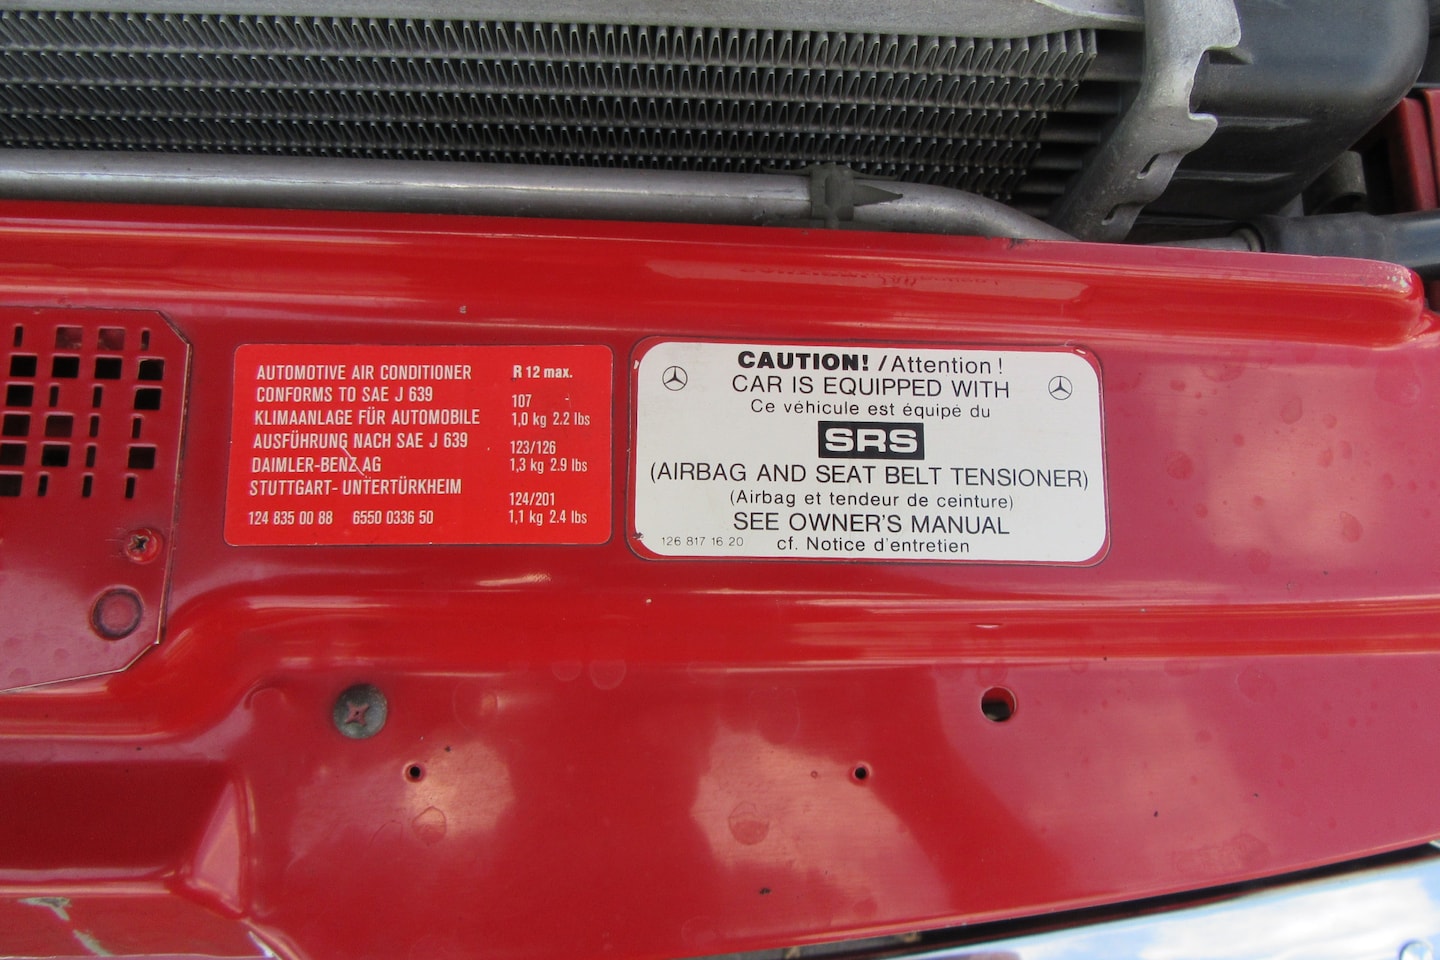 AUTOMOTIVE AIR CONDITIONER
CONFORMS TO SAE J 639
KLIMAANLAGE FÜR AUTOMOBILE
AUSFÜHRUNG NACH SAE J 639
DAIMLER-BENZ AG
STUTTGART- UNTERTÜRKHEIM
124 835 00 88 6550 0336 50
R 12 max.
107
1,0 kg 2.2 lbs
123/126
1,3 kg 2.9 lbs
124/201
1,1 kg 2.4 lbs
CAUTION! /Attention !
CAR IS EQUIPPED WITH
Ce véhicule est équipé du
SRS
(AIRBAG AND SEAT BELT TENSIONER)
(Airbag et tendeur de ceinture)
SEE OWNER'S MANUAL
126 817 16 20 cf. Notice d'entretien